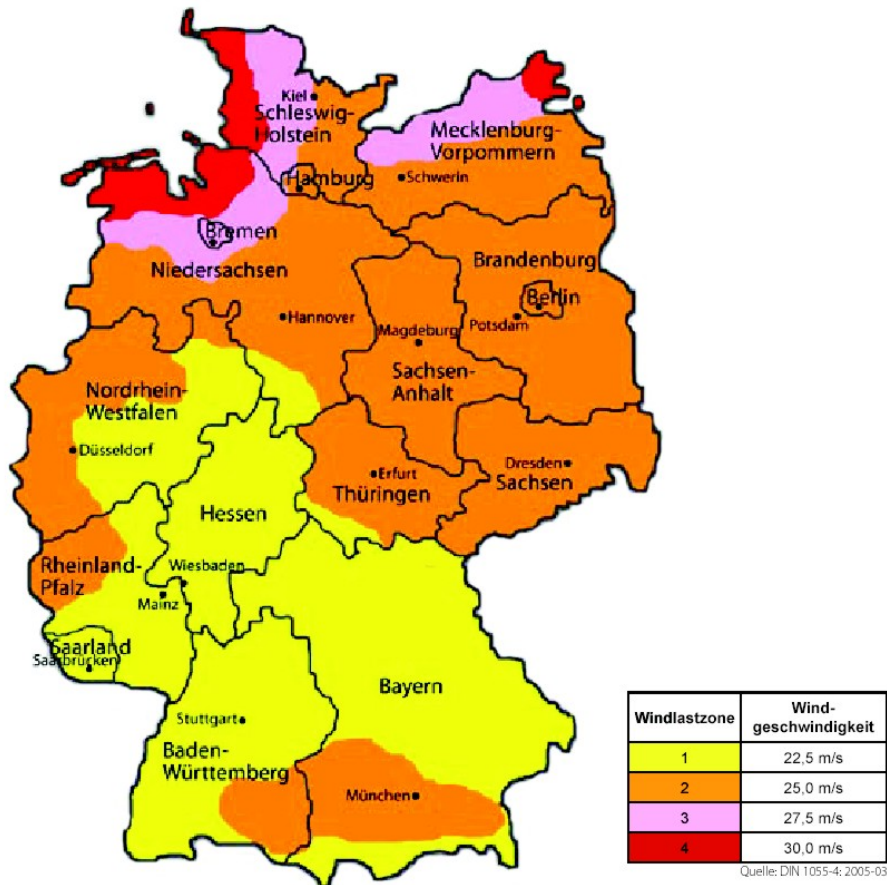 Kiel
Schleswig-
Holstein
Mecklenburg-
Vorpommern
Hamburg
Schwerin
Bremen
Niedersachsen
Brandenburg
Berlin
Hannover
Potsdam
Magdeburg
Sachsen-
Anhalt
Nordrhein-
Westfalen
Düsseldorf
Erfurt
Thüringen
Dresden
Sachsen
Hessen
Rheinland-
Pfalz
Wiesbaden
Mainz
Saarland
Saarbrücken
Bayern
Stuttgart
Baden-
Württemberg
München
Windlastzone Wind-
geschwindigkeit
1 22,5 m/s
2 25,0 m/s
3 27,5 m/s
4 30,0 m/s
Quelle: DIN 1055-4: 2005-03